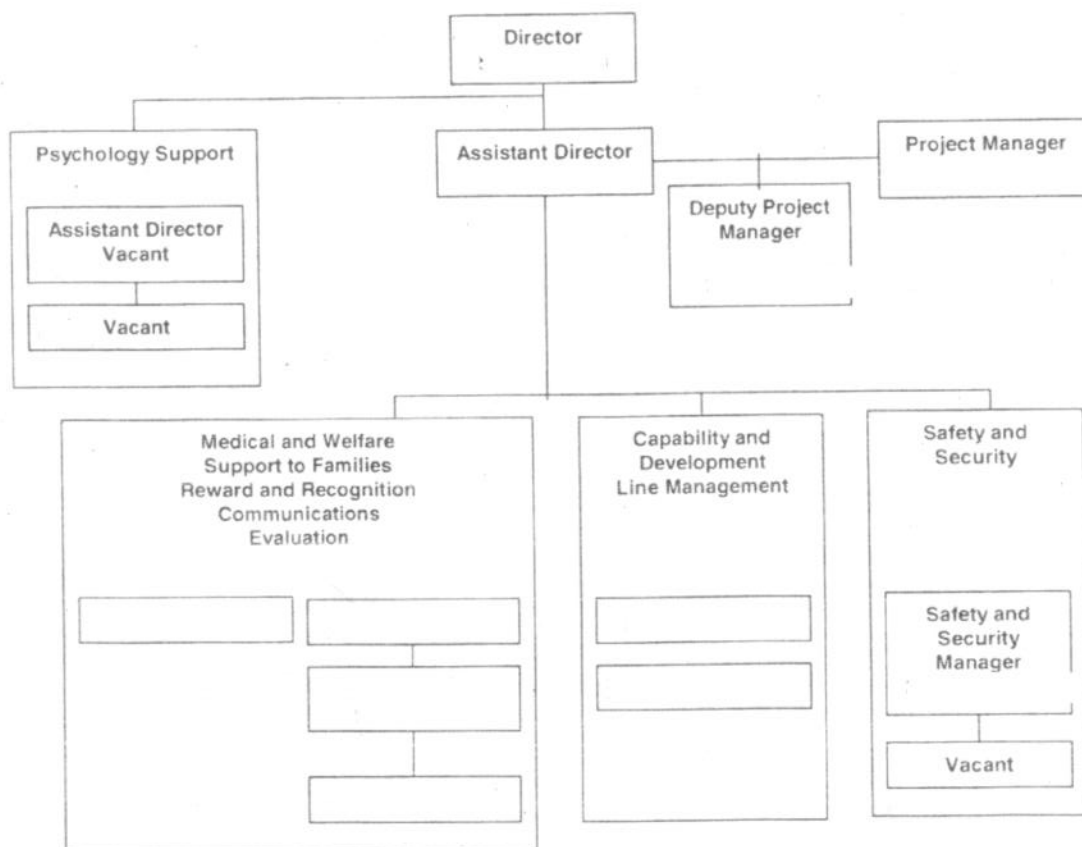 Director
Psychology Support
Assistant Director
Vacant
Vacant
Assistant Director
Deputy Project
Manager
Project Manager
Medical and Welfare
Support to Families
Reward and Recognition
Communications
Evaluation
Capability and
Development
Line Management
Safety and
Security
Safety and
Security
Manager
Vacant